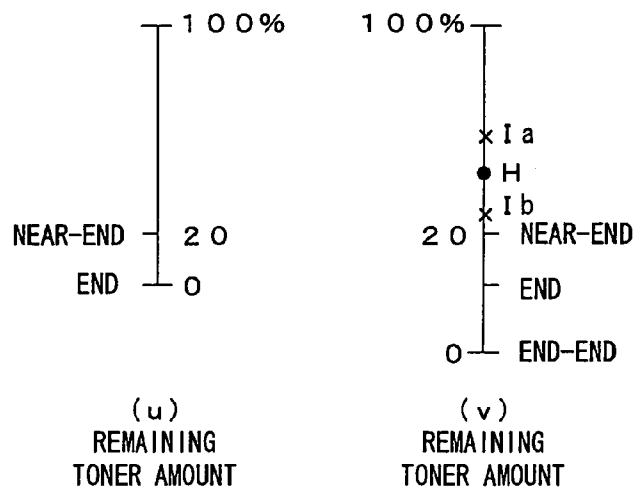 100%
NEAR-END 20
END 0
(u)
REMAINING
TONER AMOUNT
100%
Ia
H
Ib
20 NEAR-END
END
0 END-END
(v)
REMAINING
TONER AMOUNT